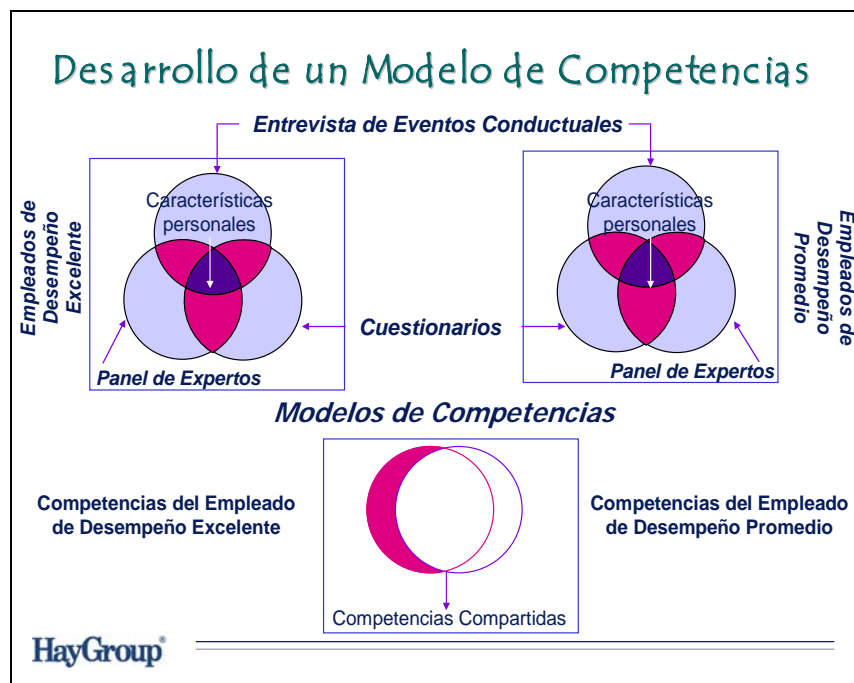 Desarrollo de un Modelo de Competencias
Entrevista de Eventos Conductuales
Empleados de
Desempeño
Excelente
Características
personales
Características
personales
Empleados de
Desempeño
Promedio
Cuestionarios
Panel de Expertos
Panel de Expertos
Modelos de Competencias
Competencias del Empleado
de Desempeño Excelente
Competencias del Empleado
de Desempeño Promedio
Competencias Compartidas
HayGroup®